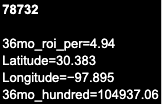 78732
36mo_roi_per=4.94
Latitude=30.383
Longitude=−97.895
36mo_hundred=104937.06